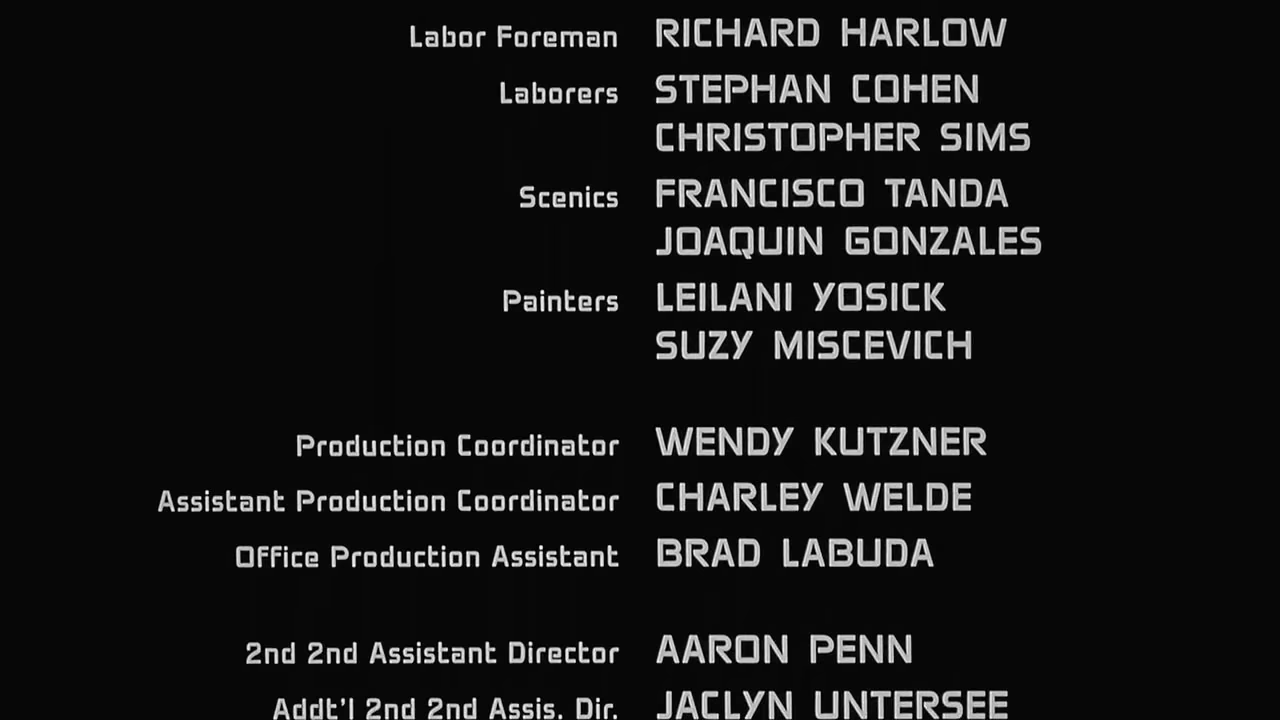 Labor Foreman RICHARD HARLOW
Laborers STEPHAN COHEN
CHRISTOPHER SIMS
Scenics FRANCISCO TANDA
JOAQUIN GONZALES
Painters LEILANI YOSICK
SUZY MISCEVICH
Production Coordinator WENDY KUTZNER
Assistant Production Coordinator CHARLEY WELDE
Office Production Assistant BRAD LABUDA
2nd 2nd Assistant Director AARON PENN
Addt'l 2nd 2nd Assis. Dir. JACLYN UNTERSEE